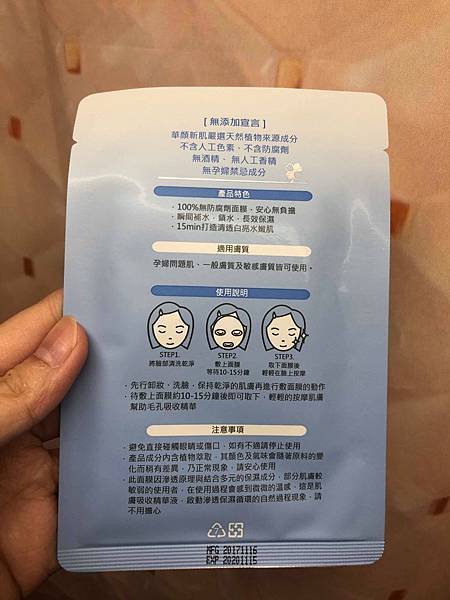 [ 無添加宣言 ]
華顏新肌嚴選天然植物來源成分
不含人工色素、不含防腐劑
無酒精、無人工香精
無孕婦禁忌成分
產品特色
．100%無防腐劑面膜、安心無負擔
．瞬間補水，鎖水，長效保濕
．15min打造清透白亮水嫩肌
適用膚質
孕婦問題肌、一般膚質及敏感膚質皆可使用。
使用說明
STEP1.
將臉部清洗乾淨
STEP2.
敷上面膜
等待10-15分鐘
STEP3.
取下面膜後
輕輕在臉上按摩
．先行卸妝、洗臉，保持乾淨的肌膚再進行敷面膜的動作
．待敷上面膜約10-15分鐘後即可取下，輕輕的按摩肌膚
幫助毛孔吸收精華
注意事項
．避免直接碰觸眼睛或傷口，如有不適請停止使用
．產品成分內含植物萃取，其顏色及氣味會隨著原料的變
化而稍有差異，乃正常現象，請安心使用
．此面膜因滲透原理與結合多元的保濕成分，部分肌膚較
敏弱的使用者，在使用過程會感到微微的溫感，這是肌
膚吸收精華液，啟動滲透保濕循環的自然過程現象，請
不用擔心
MFG 20171116
EXP 20201115